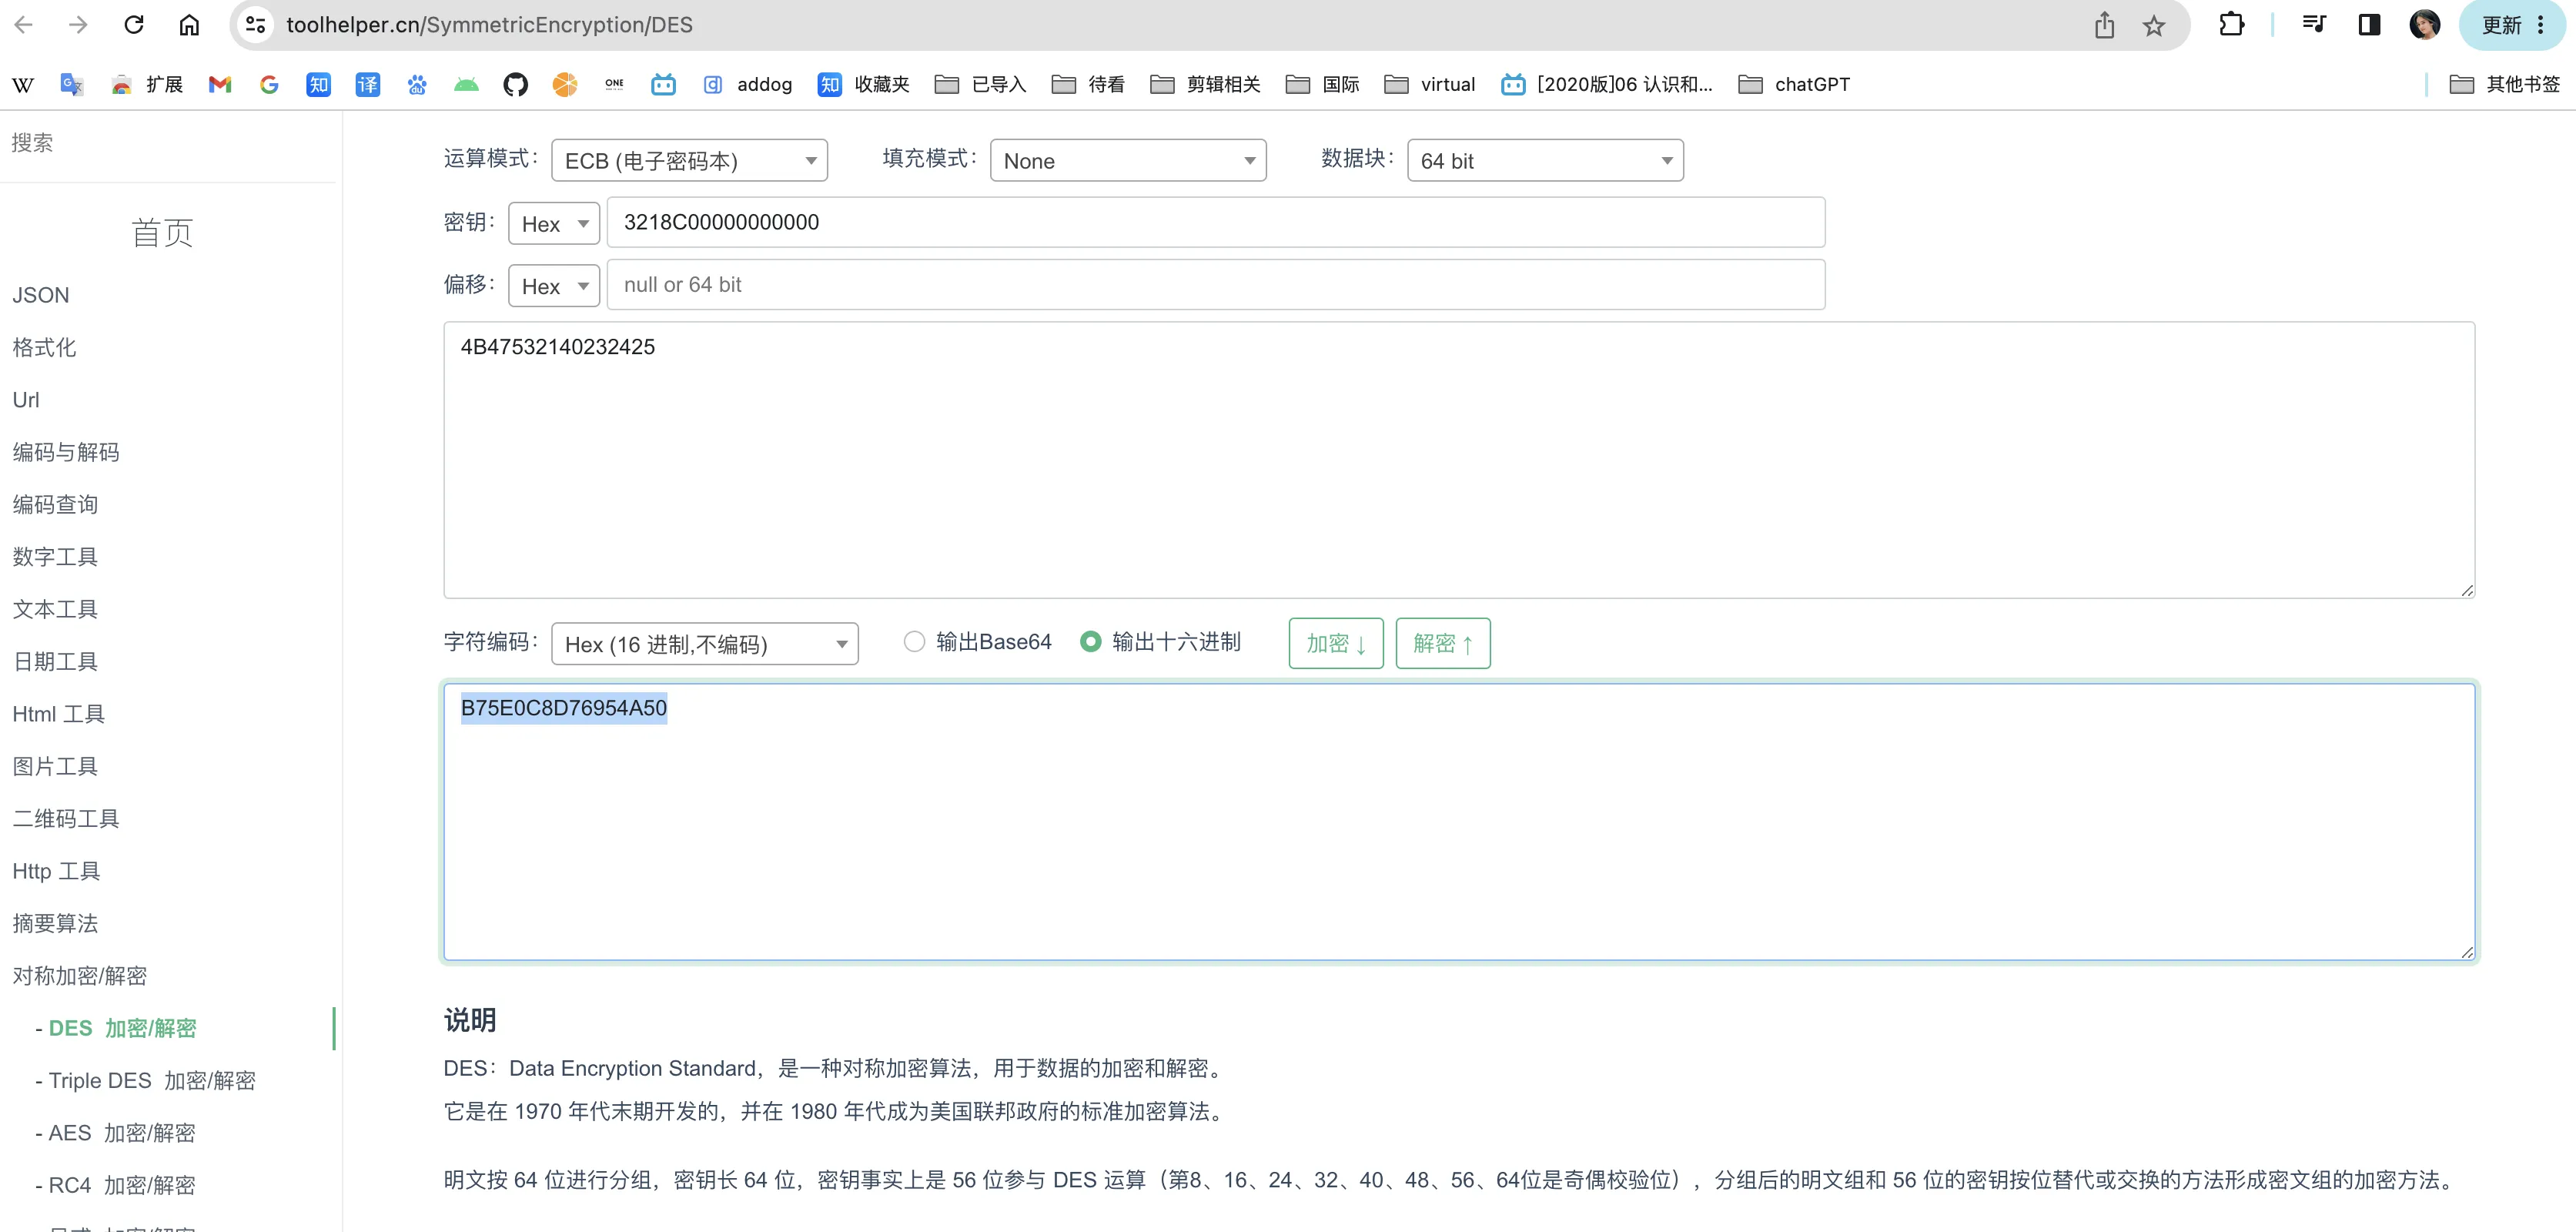 toolhelper.cn/SymmetricEncryption/DES
更新
W
扩展
知
译
du
ONE
addog
知
收藏夹
已导入
待看
剪辑相关
国际
virtual
[2020版]06 认识和...
chatGPT
其他书签
搜索
首页
JSON
格式化
Url
编码与解码
编码查询
数字工具
文本工具
日期工具
Html 工具
图片工具
二维码工具
Http 工具
摘要算法
对称加密/解密
- DES 加密/解密
- Triple DES 加密/解密
- AES 加密/解密
- RC4 加密/解密
运算模式： ECB (电子密码本) 填充模式： None 数据块： 64 bit
密钥： Hex 3218C00000000000
偏移： Hex null or 64 bit
4B47532140232425
字符编码： Hex (16 进制,不编码) 输出Base64 输出十六进制 加密↓ 解密↑
B75E0C8D76954A50
说明
DES：Data Encryption Standard，是一种对称加密算法，用于数据的加密和解密。
它是在 1970 年代末期开发的，并在 1980 年代成为美国联邦政府的标准加密算法。
明文按 64 位进行分组，密钥长 64 位，密钥事实上是 56 位参与 DES 运算（第8、16、24、32、40、48、56、64位是奇偶校验位），分组后的明文组和 56 位的密钥按位替代或交换的方法形成密文组的加密方法。